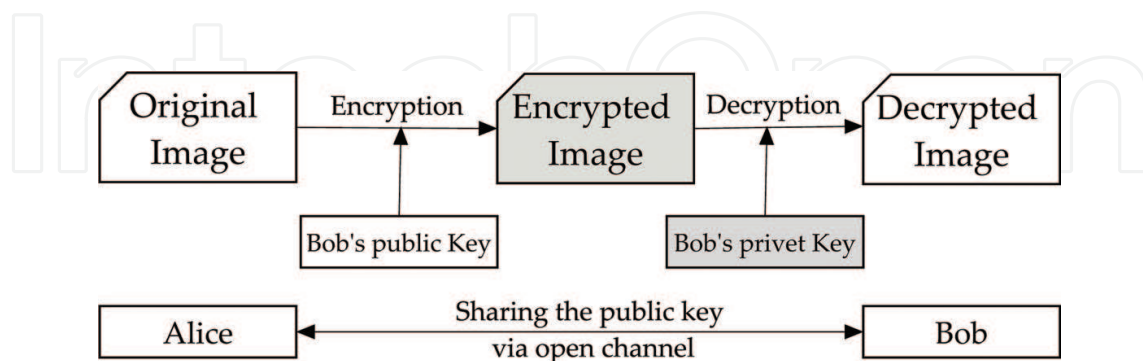 IntechOpen
Original
Image
Encryption
Encrypted
Image
Decryption
Decrypted
Image
Bob's public Key
Bob's privet Key
Alice
Sharing the public key
via open channel
Bob